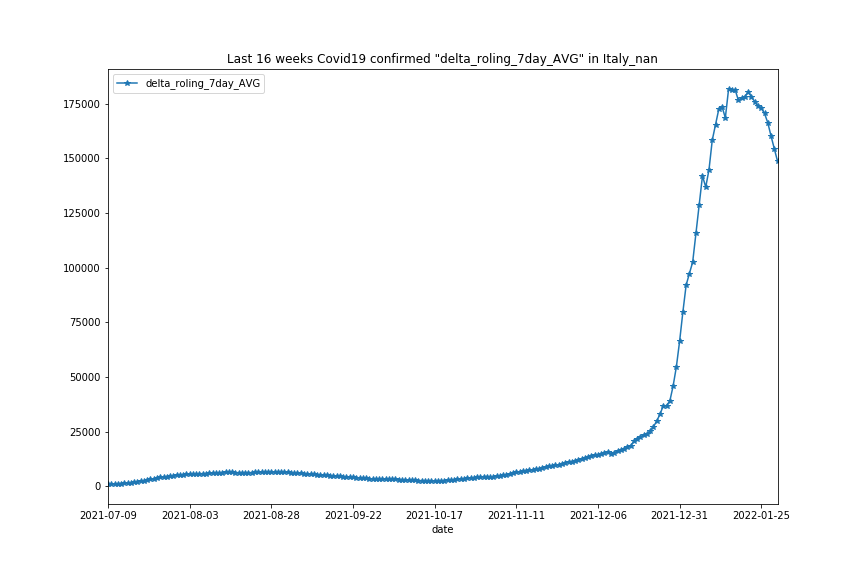 Last 16 weeks Covid19 confirmed "delta_roling_7day_AVG" in Italy_nan
delta_roling_7day_AVG
175000
150000
125000
100000
75000
50000
25000
0
2021-07-09 2021-08-03 2021-08-28 2021-09-22 2021-10-17 2021-11-11 2021-12-06 2021-12-31 2022-01-25
date